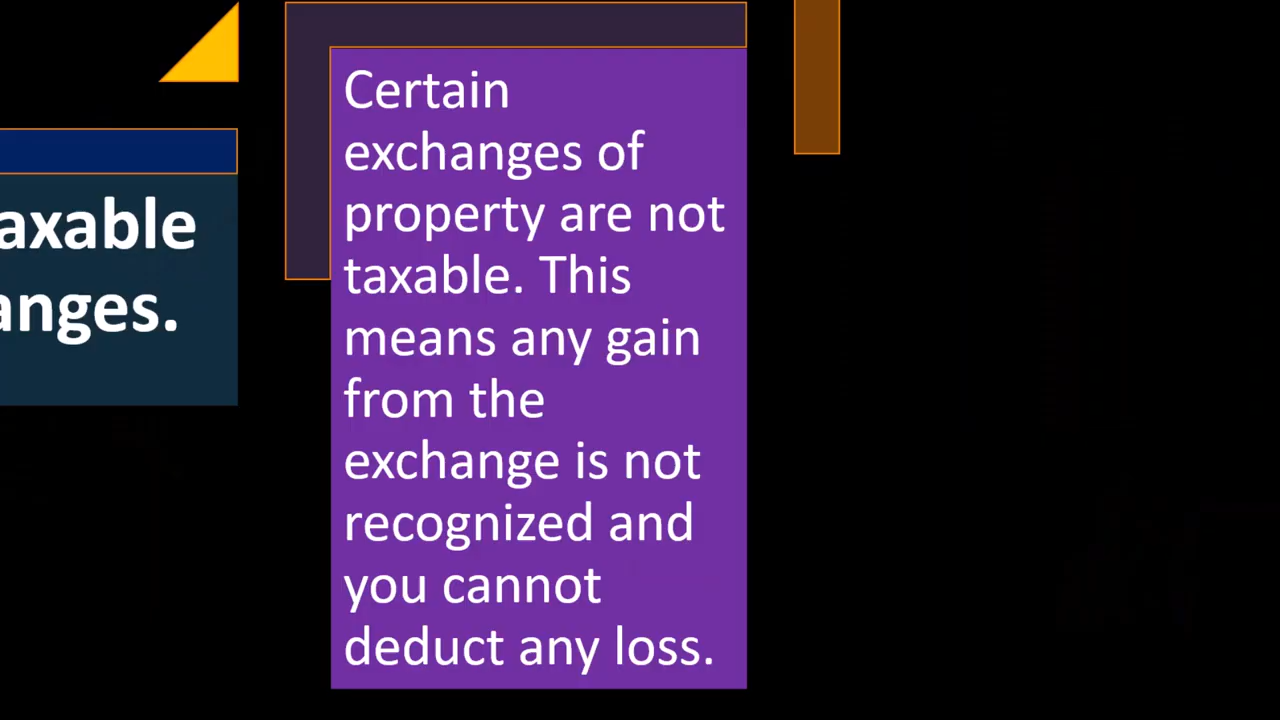 axable
anges.
Certain
exchanges of
property are not
taxable. This
means any gain
from the
exchange is not
recognized and
you cannot
deduct any loss.